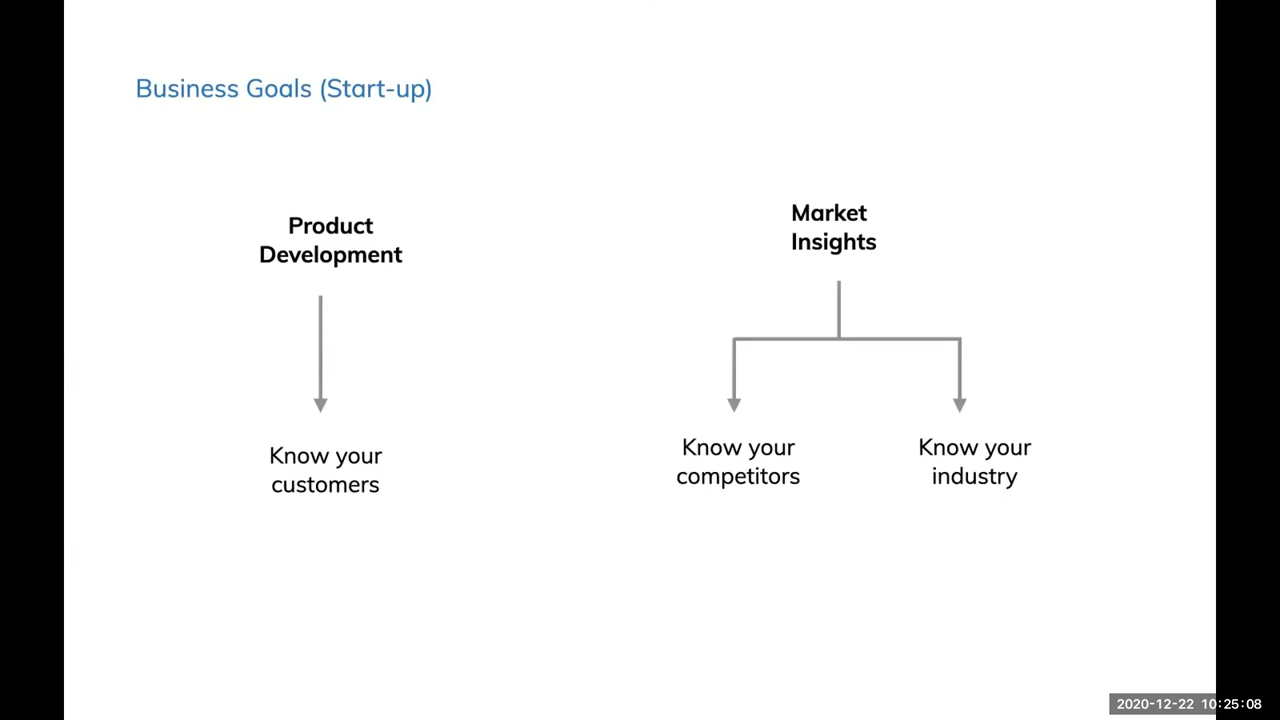 Business Goals (Start-up)
Product
Development
Know your
customers
Market
Insights
Know your
competitors
Know your
industry
2020-12-22 10:25:08